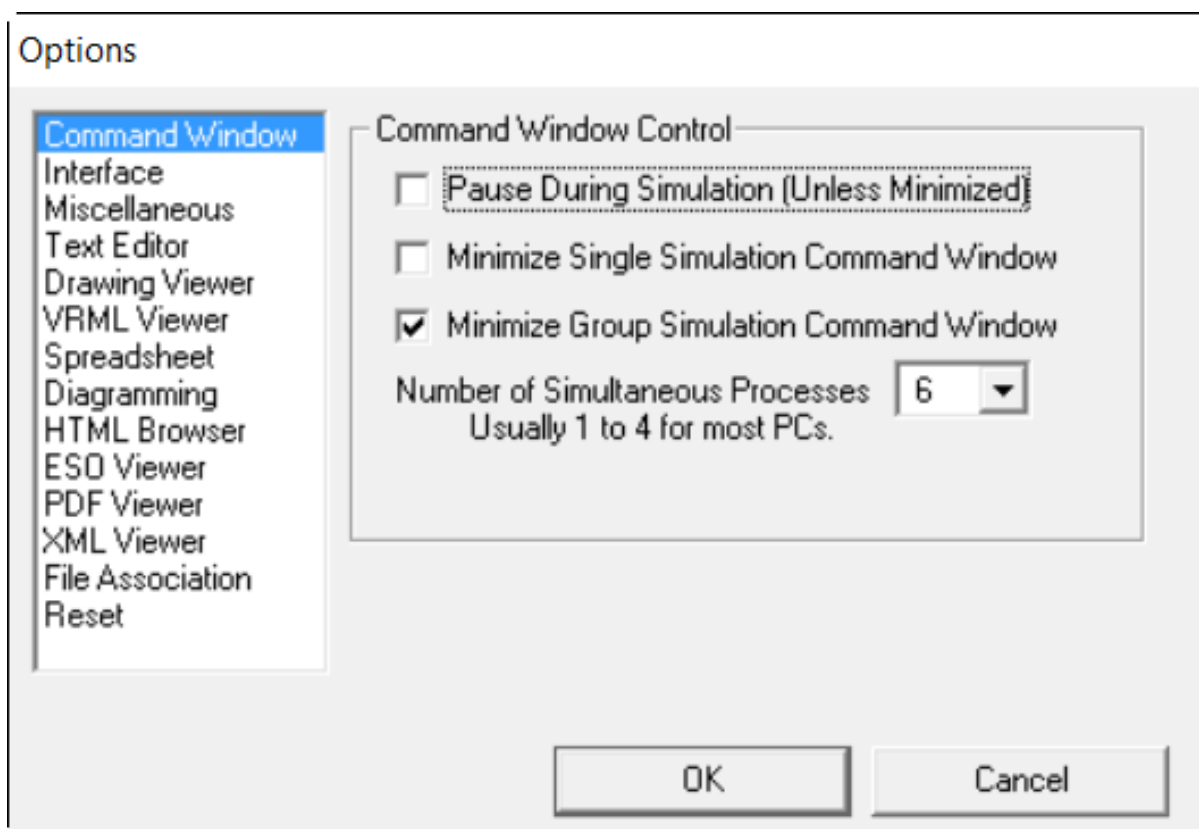 Options
Command Window
Interface
Miscellaneous
Text Editor
Drawing Viewer
VRML Viewer
Spreadsheet
Diagramming
HTML Browser
ESO Viewer
PDF Viewer
XML Viewer
File Association
Reset
Command Window Control
Pause During Simulation (Unless Minimized)
Minimize Single Simulation Command Window
Minimize Group Simulation Command Window
Number of Simultaneous Processes 6
Usually 1 to 4 for most PCs.
OK Cancel